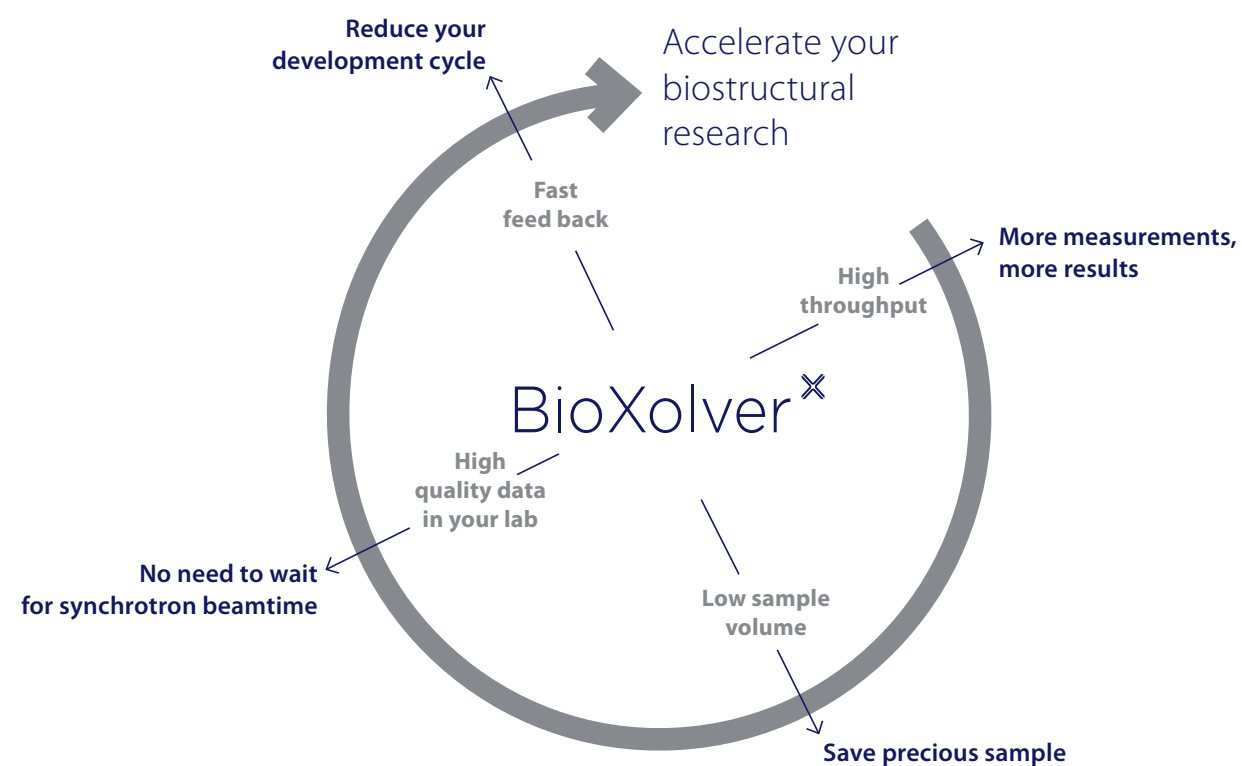 Reduce your
development cycle
Accelerate your
biostructural
research
Fast
feed back
More measurements,
more results
High
throughput
BioXolver
High
quality data
in your lab
No need to wait
for synchrotron beamtime
Low sample
volume
Save precious sample